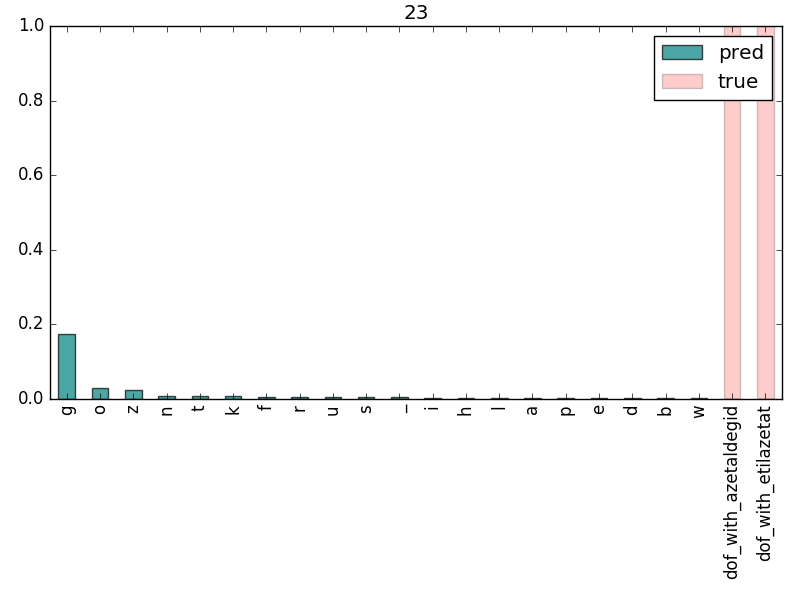 23
1.0
0.8
0.6
0.4
0.2
0.0
pred
true
g
o
z
n
t
k
f
r
u
s
_
i
h
l
a
p
e
d
b
w
dof_with_azetaldegid
dof_with_etilazetat